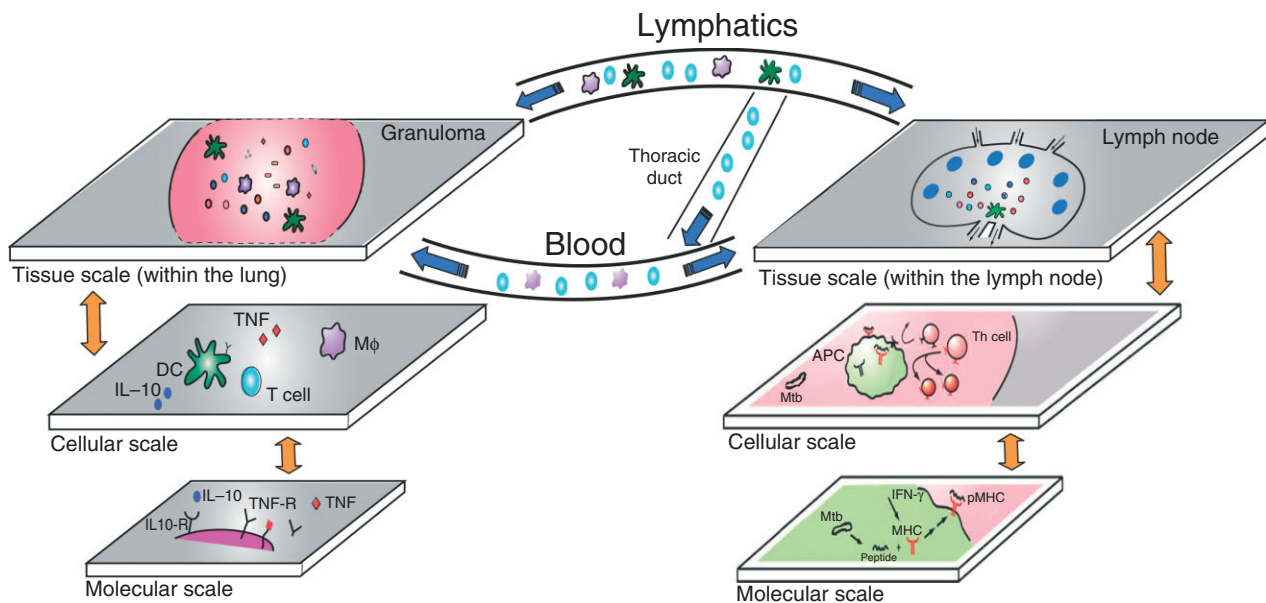 Lymphatics
Granuloma
Thoracic
duct
Lymph node
Blood
Tissue scale (within the lung)
Tissue scale (within the lymph node)
TNF
Mϕ
DC
IL–10
T cell
Cellular scale
APC
Th cell
Mtb
Cellular scale
IL–10
TNF-R
TNF
IL10-R
Molecular scale
IFN-γ
pMHC
Mtb
MHC
Peptide
+
Molecular scale